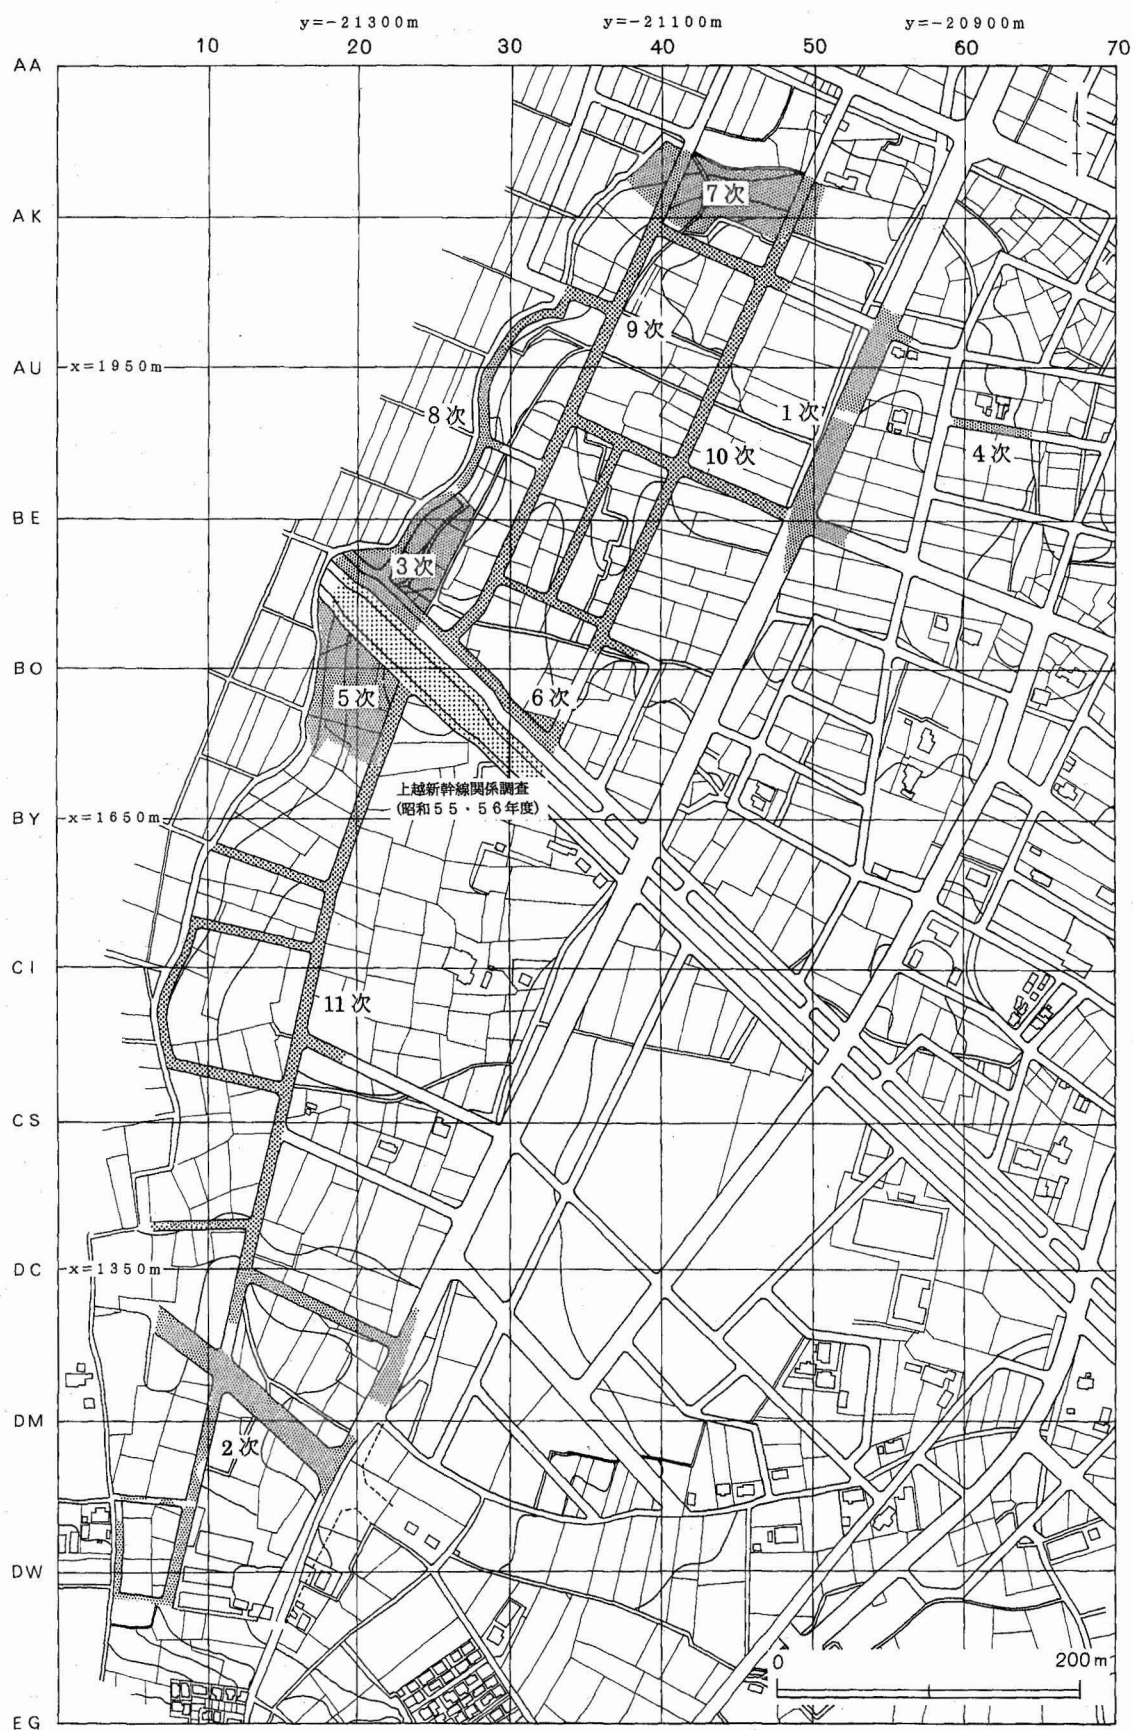 y=-21300m y=-21100m y=-20900m
10 20 30 40 50 60 70
AA
7次
AK
9次
AU x=1950m
8次 1次
10次 4次
BE
3次
BO
5次 6次
上越新幹線関係調査
(昭和55・56年度)
BY x=1650m
CI
11次
CS
DC x=1350m
DM
2次
DW
0 200m
EG